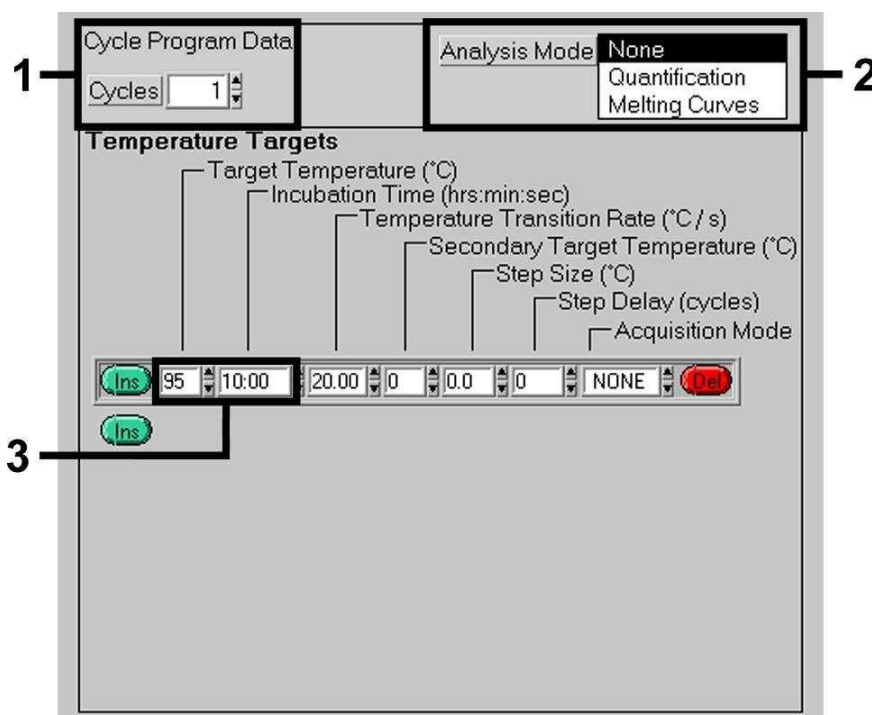 Cycle Program Data
Analysis Mode None
Quantification
Melting Curves
1
2
Cycles 1
Temperature Targets
Target Temperature (°C)
Incubation Time (hrs:min:sec)
Temperature Transition Rate (°C / s)
Secondary Target Temperature (°C)
Step Size (°C)
Step Delay (cycles)
Acquisition Mode
Ins 95 10:00 20.00 0 0.0 0 NONE Del
Ins
3